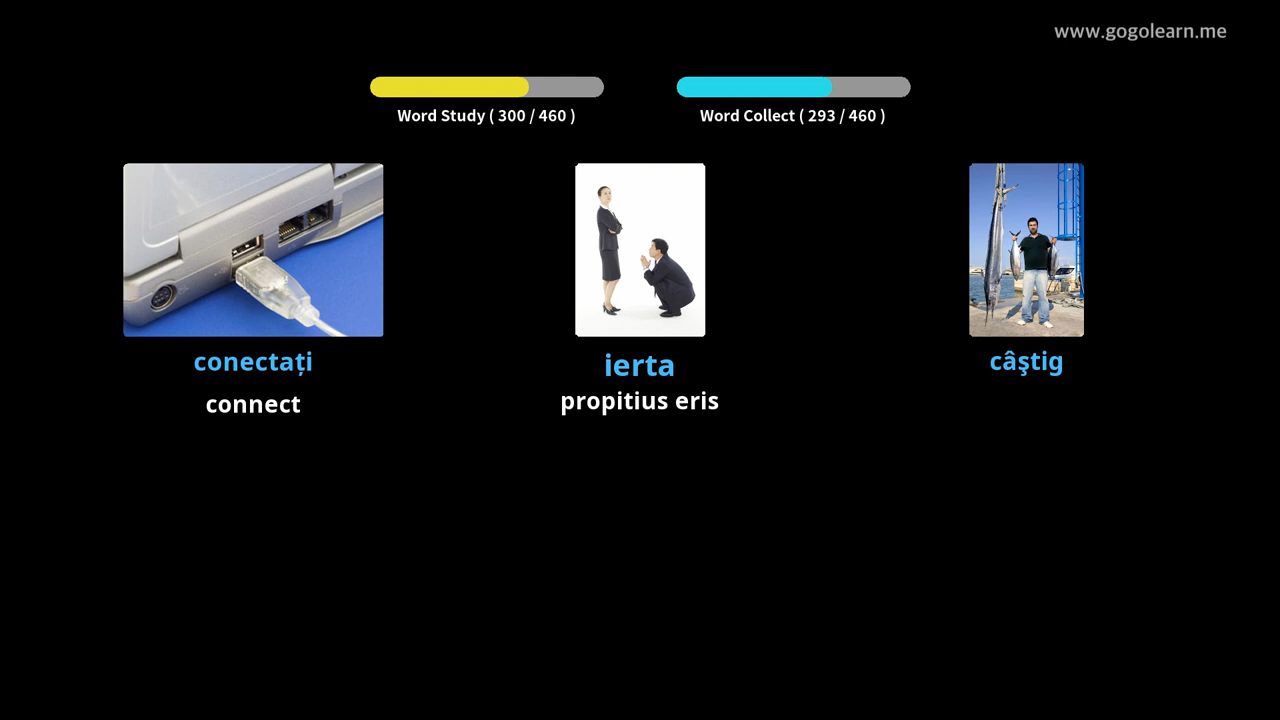 www.gogolearn.me
Word Study ( 300 / 460 )
Word Collect ( 293 / 460 )
conectați
connect
ierta
propitius eris
câştig